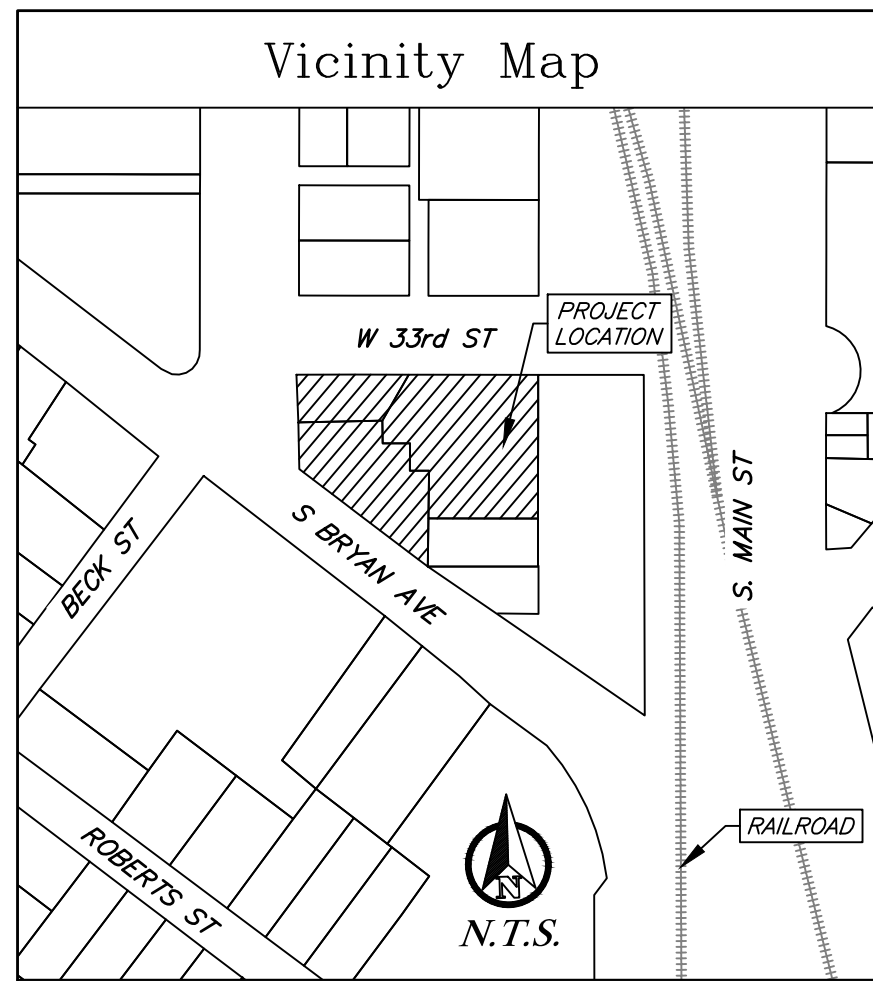 Vicinity Map
PROJECT
LOCATION
W 33rd ST
S. MAIN ST
S BRYAN AVE
BECK ST
RAILROAD
ROBERTS ST
N
N.T.S.